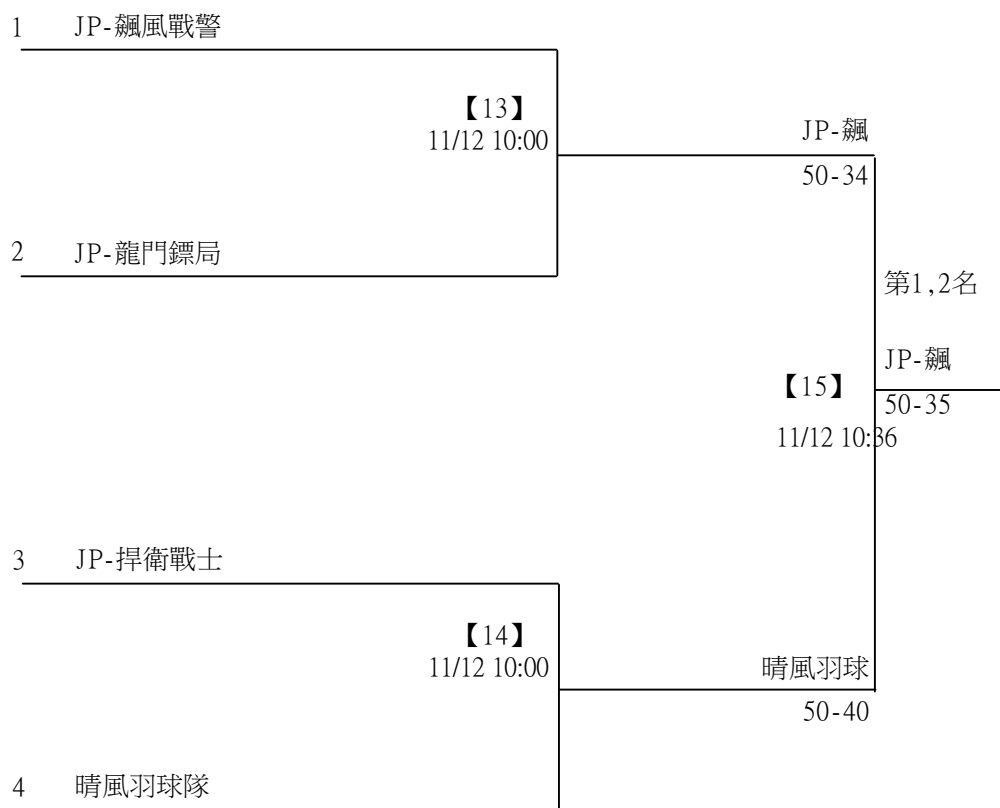 1 JP-飆風戰警
【13】
11/12 10:00
JP-飆
50-34
2 JP-龍門鏢局
第1,2名
JP-飆
【15】
50-35
11/12 10:36
3 JP-捍衛戰士
【14】
11/12 10:00
晴風羽球
50-40
4 晴風羽球隊